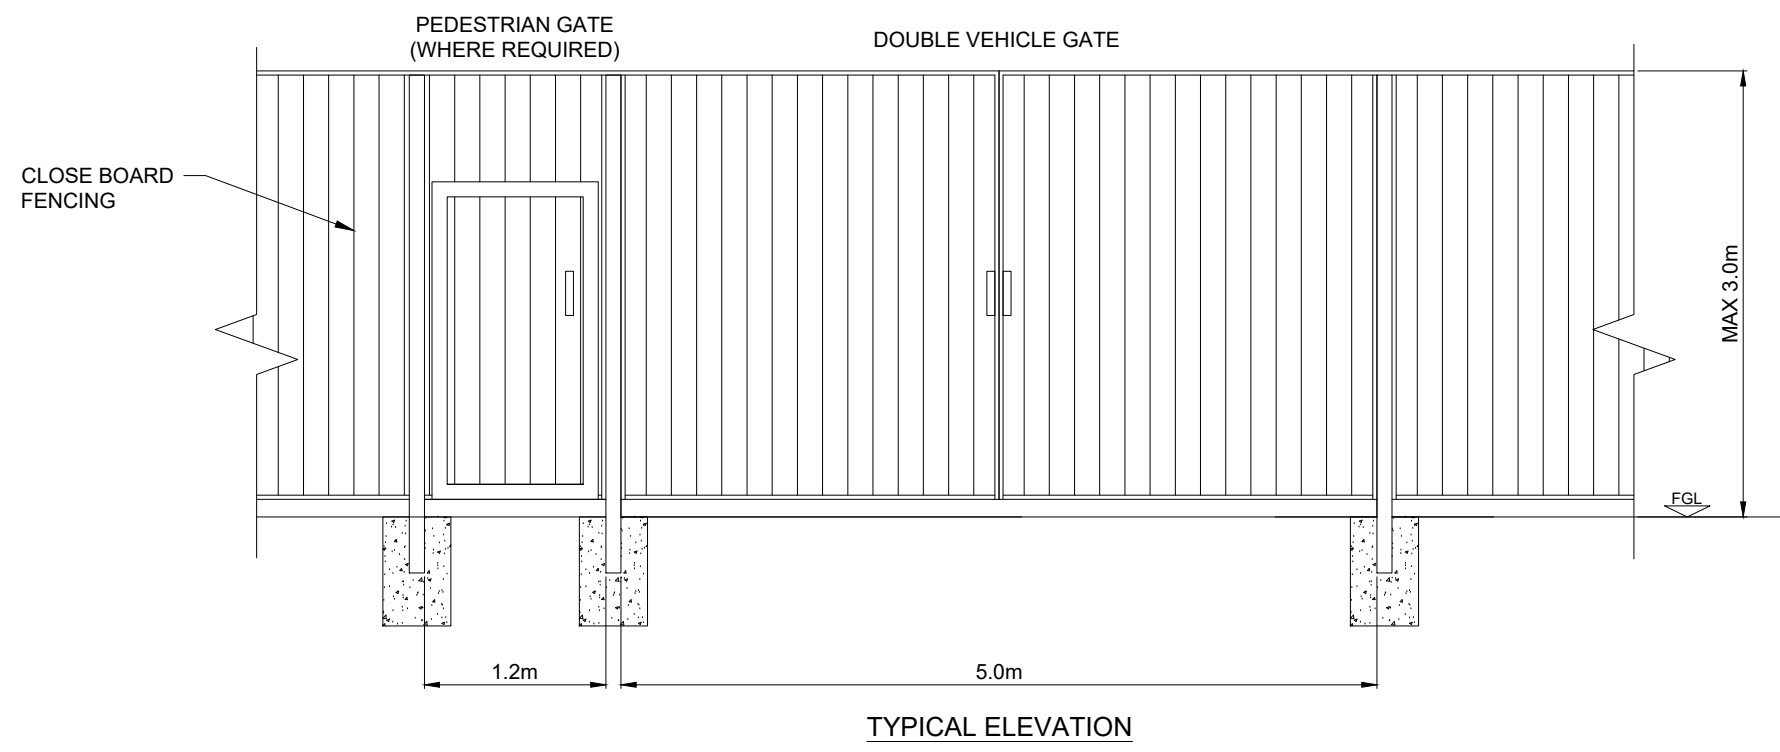 PEDESTRIAN GATE
(WHERE REQUIRED)
DOUBLE VEHICLE GATE
CLOSE BOARD
FENCING
MAX 3.0m
FGL
1.2m
5.0m
TYPICAL ELEVATION